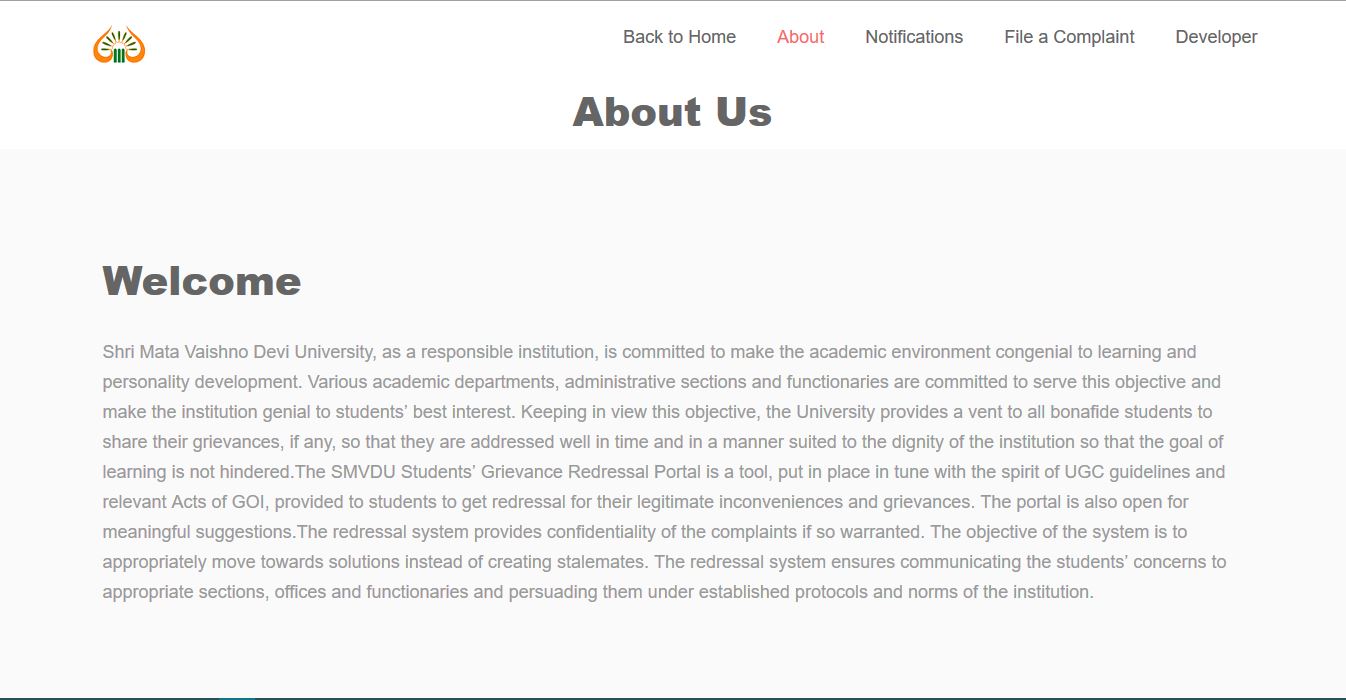 Back to Home About Notifications File a Complaint Developer
About Us
Welcome
Shri Mata Vaishno Devi University, as a responsible institution, is committed to make the academic environment congenial to learning and
personality development. Various academic departments, administrative sections and functionaries are committed to serve this objective and
make the institution genial to students’ best interest. Keeping in view this objective, the University provides a vent to all bonafide students to
share their grievances, if any, so that they are addressed well in time and in a manner suited to the dignity of the institution so that the goal of
learning is not hindered.The SMVDU Students’ Grievance Redressal Portal is a tool, put in place in tune with the spirit of UGC guidelines and
relevant Acts of GOI, provided to students to get redressal for their legitimate inconveniences and grievances. The portal is also open for
meaningful suggestions.The redressal system provides confidentiality of the complaints if so warranted. The objective of the system is to
appropriately move towards solutions instead of creating stalemates. The redressal system ensures communicating the students’ concerns to
appropriate sections, offices and functionaries and persuading them under established protocols and norms of the institution.